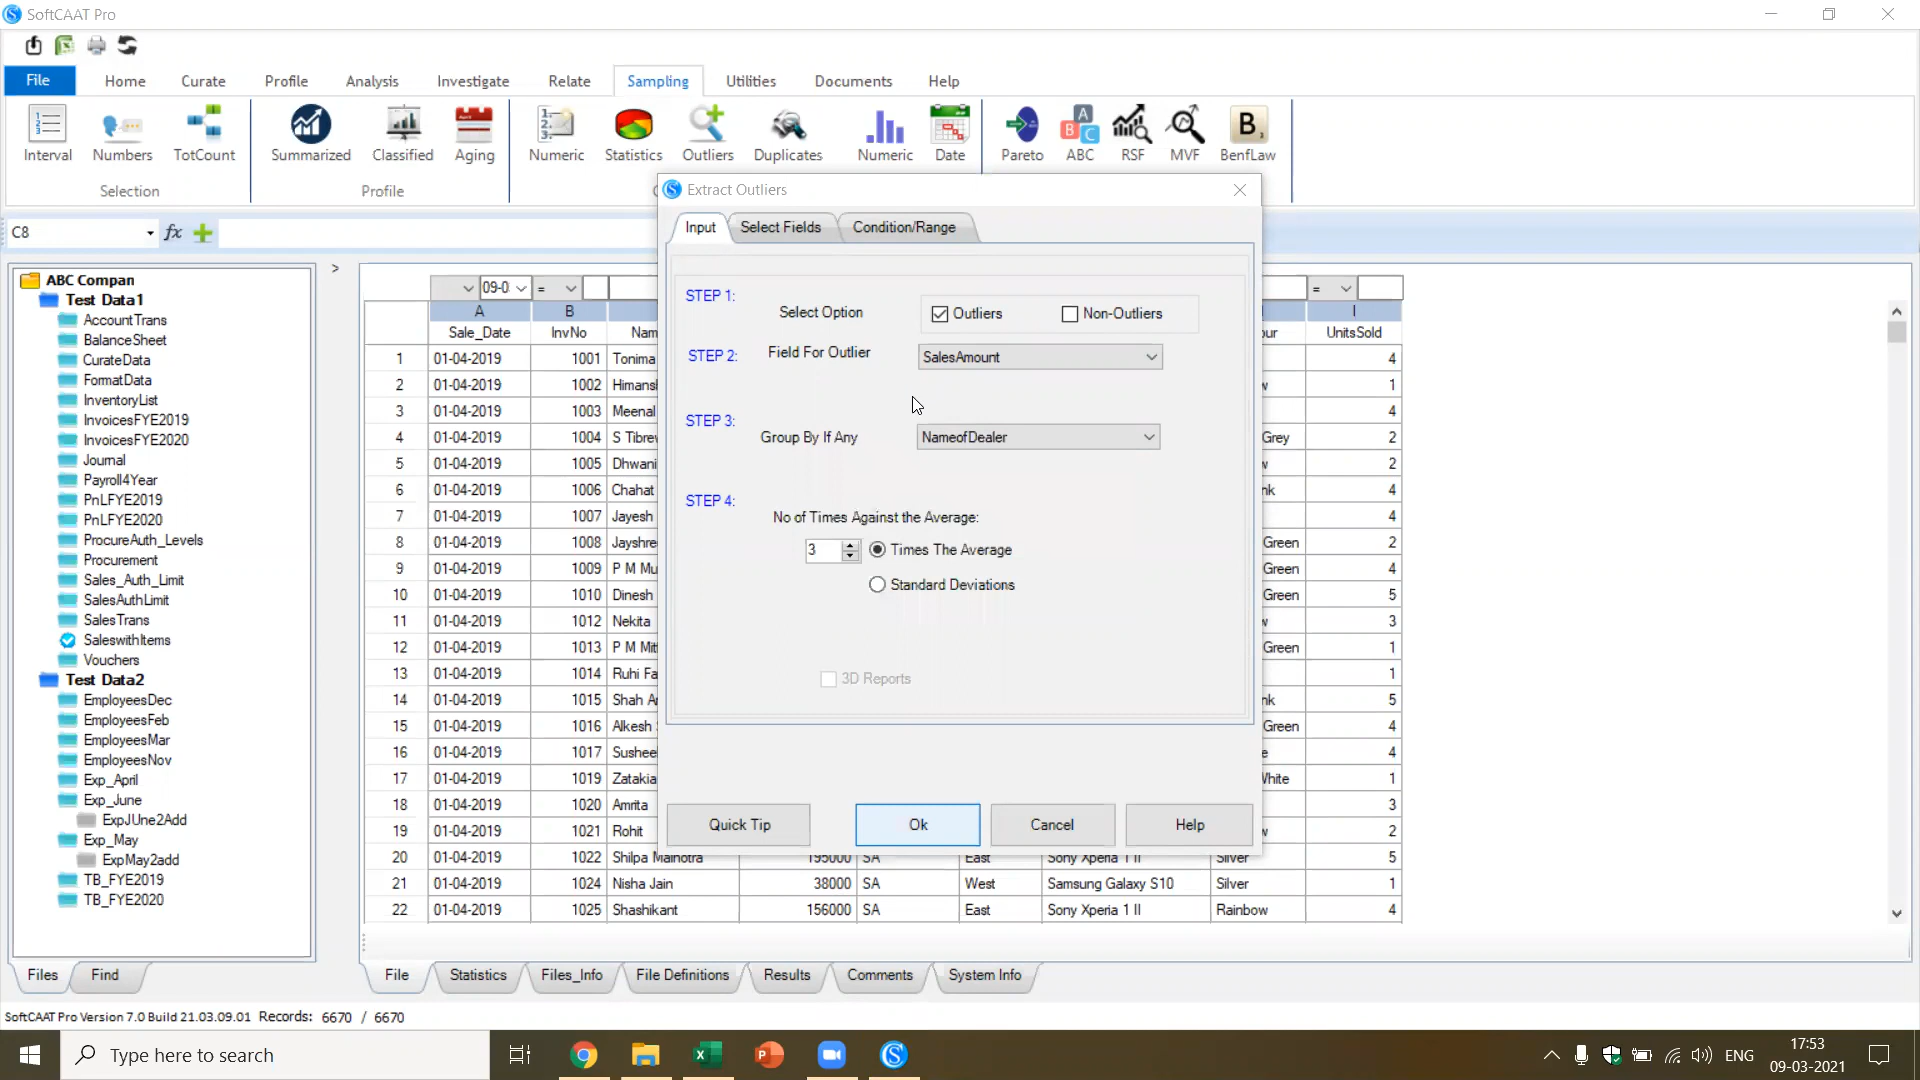 SoftCAAT Pro
File Home Curate Profile Analysis Investigate Relate Sampling Utilities Documents Help
Interval Numbers TotCount Summarized Classified Aging Numeric Statistics Outliers Duplicates Numeric Date Pareto ABC RSF MVF BenfLaw
Selection Profile
C8 fx
Extract Outliers
Input Select Fields Condition/Range
STEP 1:
Select Option Outliers Non-Outliers
STEP 2: Field For Outlier SalesAmount
STEP 3:
Group By If Any NameofDealer
STEP 4:
No of Times Against the Average:
3 Times The Average
Standard Deviations
3D Reports
Quick Tip Ok Cancel Help
ABC Compan
Test Data1
AccountTrans
BalanceSheet
CurateData
FormatData
InventoryList
InvoicesFYE2019
InvoicesFYE2020
Journal
Payroll4Year
PnLFYE2019
PnLFYE2020
ProcureAuth_Levels
Procurement
Sales_Auth_Limit
SalesAuthLimit
SalesTrans
SaleswithItems
Vouchers
Test Data2
EmployeesDec
EmployeesFeb
EmployeesMar
EmployeesNov
Exp_April
Exp_June
ExpJUne2Add
Exp_May
ExpMay2add
TB_FYE2019
TB_FYE2020
09-0 = =
A B I
Sale_Date InvNo Nam our UnitsSold
1 01-04-2019 1001 Tonima 4
2 01-04-2019 1002 Himansl w 1
3 01-04-2019 1003 Meenal 4
4 01-04-2019 1004 S Tibrew Grey 2
5 01-04-2019 1005 Dhwani w 2
6 01-04-2019 1006 Chahat nk 4
7 01-04-2019 1007 Jayesh 4
8 01-04-2019 1008 Jayshre Green 2
9 01-04-2019 1009 P M Mu Green 4
10 01-04-2019 1010 Dinesh Green 5
11 01-04-2019 1012 Nekita w 3
12 01-04-2019 1013 P M Mit Green 1
13 01-04-2019 1014 Ruhi Fa 1
14 01-04-2019 1015 Shah Ar nk 5
15 01-04-2019 1016 Alkesh Green 4
16 01-04-2019 1017 Susheel e 4
17 01-04-2019 1019 Zatakia White 1
18 01-04-2019 1020 Amrita 3
19 01-04-2019 1021 Rohit w 2
20 01-04-2019 1022 Shilpa Malhotra 195000 SA East Sony Xperia 1 II Silver 5
21 01-04-2019 1024 Nisha Jain 38000 SA West Samsung Galaxy S10 Silver 1
22 01-04-2019 1025 Shashikant 156000 SA East Sony Xperia 1 II Rainbow 4
Files Find
File Statistics Files_Info File Definitions Results Comments System Info
SoftCAAT Pro Version 7.0 Build 21.03.09.01 Records: 6670 / 6670
Type here to search
ENG
17:53
09-03-2021